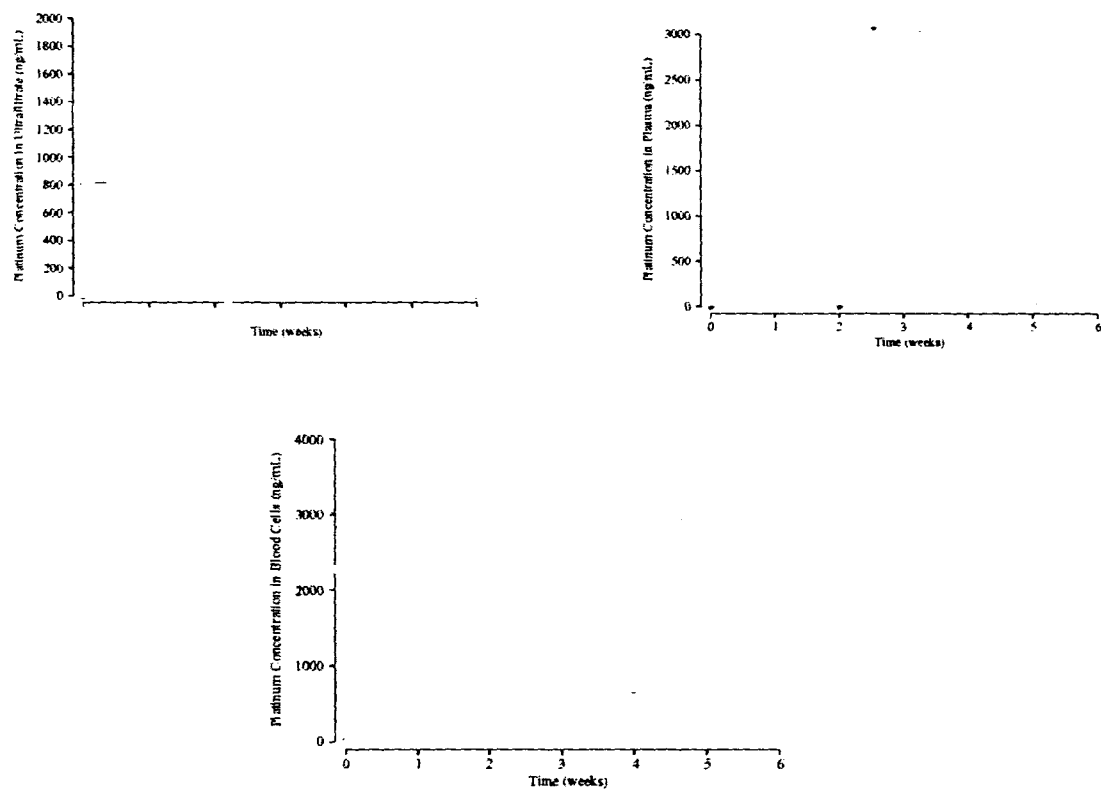 Platinum Concentration in Ultrafiltrate (ng/mL)
2000
1800
1600
1400
1200
1000
800
600
400
200
0
Time (weeks)
Platinum Concentration in Plasma (ng/mL)
3000
2500
2000
1500
1000
500
0
0 1 2 3 4 5 6
Time (weeks)
Platinum Concentration in Blood Cells (ng/mL)
4000
3000
2000
1000
0
0 1 2 3 4 5 6
Time (weeks)